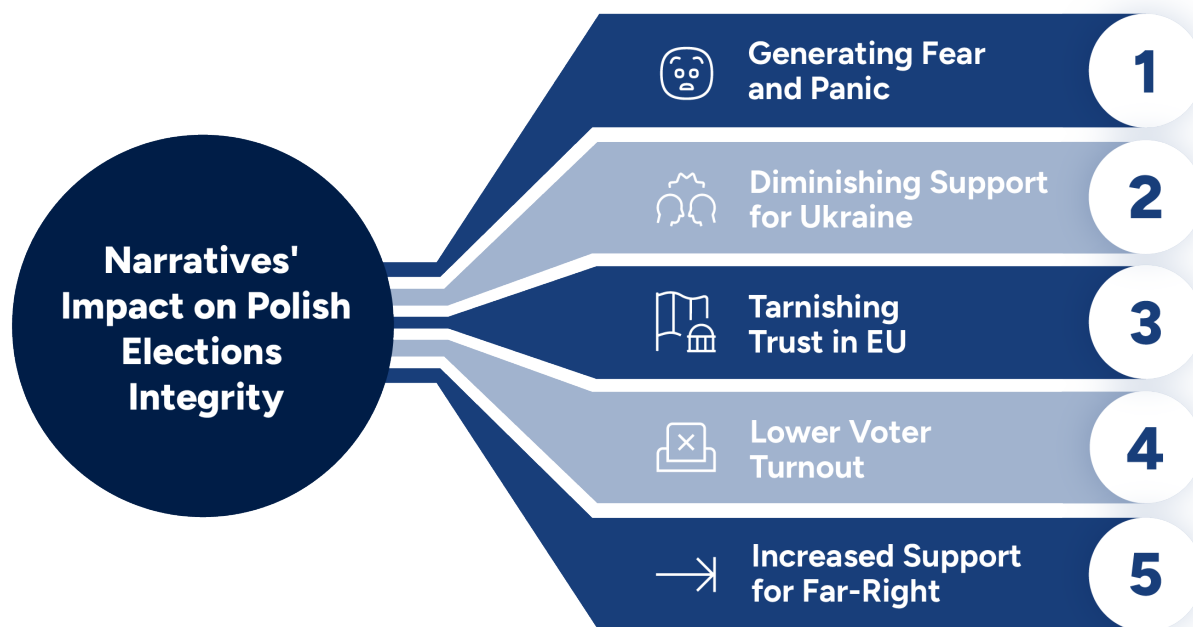 Narratives'
Impact on Polish
Elections
Integrity
Generating Fear
and Panic
1
Diminishing Support
for Ukraine
2
Tarnishing
Trust in EU
3
Lower Voter
Turnout
4
Increased Support
for Far-Right
5